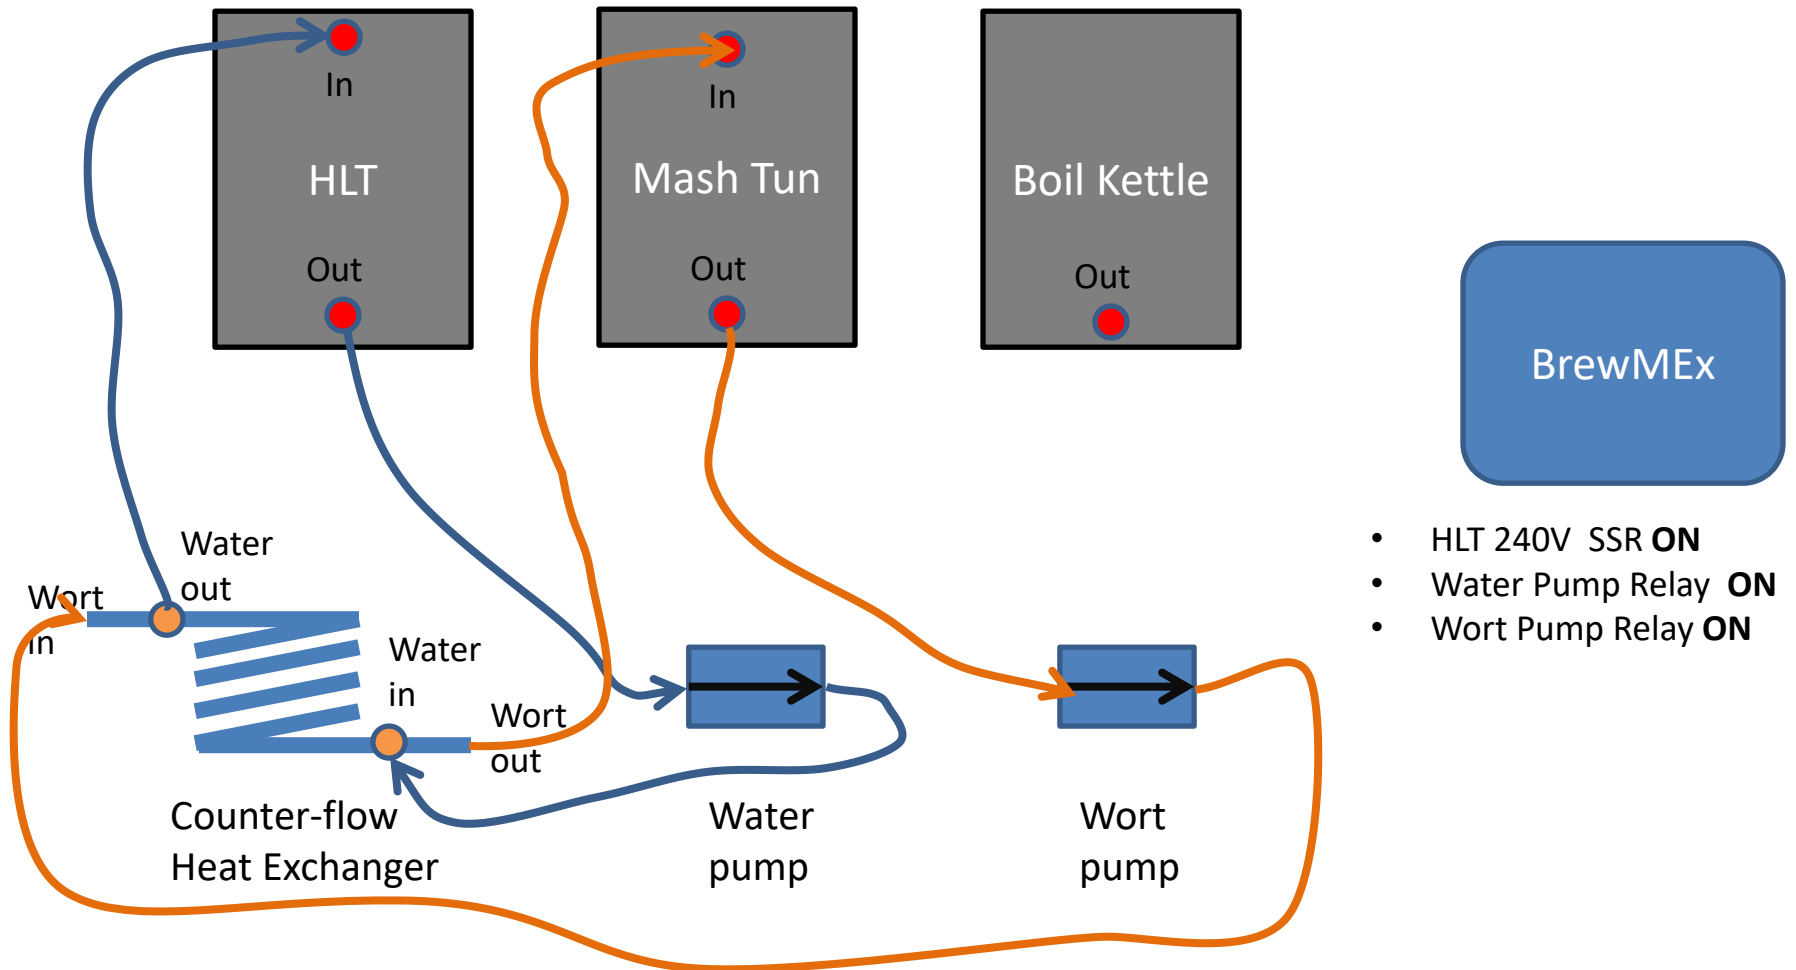 In
HLT
Out
In
Mash Tun
Out
Boil Kettle
Out
BrewMEx
• HLT 240V  SSR ON
• Water Pump Relay  ON
• Wort Pump Relay ON
Water
out
Wort
in
Water
in
Wort
out
Counter-flow
Heat Exchanger
Water
pump
Wort
pump